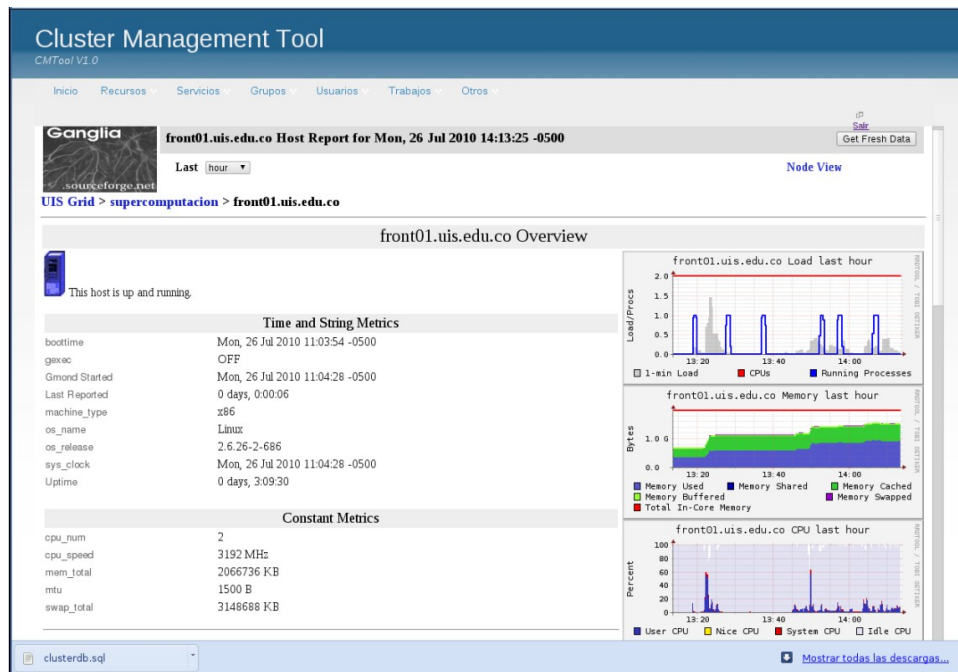 Cluster Management Tool
CMTool V1.0
Inicio Recursos Servicios Grupos Usuarios Trabajos Otros
Salir
Ganglia
.sourceforge.net
front01.uis.edu.co Host Report for Mon, 26 Jul 2010 14:13:25 -0500
Get Fresh Data
Last hour
Node View
UIS Grid > supercomputacion > front01.uis.edu.co
front01.uis.edu.co Overview
This host is up and running.
Time and String Metrics
boottime Mon, 26 Jul 2010 11:03:54 -0500
gexec OFF
Gmond Started Mon, 26 Jul 2010 11:04:28 -0500
Last Reported 0 days, 0:00:06
machine_type x86
os_name Linux
os_release 2.6.26-2-686
sys_clock Mon, 26 Jul 2010 11:04:28 -0500
Uptime 0 days, 3:09:30
Constant Metrics
cpu_num 2
cpu_speed 3192 MHz
mem_total 2066736 KB
mtu 1500 B
swap_total 3148688 KB
front01.uis.edu.co Load last hour
Load/Procs
2.0
1.5
1.0
0.5
0.0
13:20 13:40 14:00
1-min Load CPUs Running Processes
RRDTOOL / TOBI OETIKER
front01.uis.edu.co Memory last hour
Bytes
1.0 G
0.0
13:20 13:40 14:00
Memory Used Memory Shared Memory Cached
Memory Buffered Memory Swapped
Total In-Core Memory
RRDTOOL / TOBI OETIKER
front01.uis.edu.co CPU last hour
Percent
100
80
60
40
20
0
13:20 13:40 14:00
User CPU Nice CPU System CPU Idle CPU
RRDTOOL / TOBI OETIKER
clusterdb.sql
Mostrar todas las descargas...